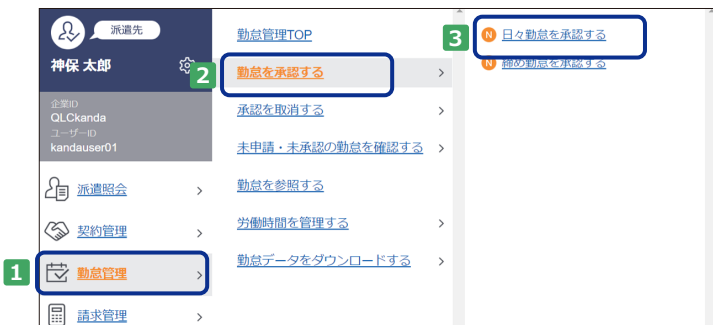 派遣先
神保 太郎
企業ID
QLCkanda
ユーザーID
kandauser01
派遣照会
契約管理
1
勤怠管理
請求管理
勤怠管理TOP
2
勤怠を承認する
承認を取消する
未申請・未承認の勤怠を確認する
勤怠を参照する
労働時間を管理する
勤怠データをダウンロードする
3
N 日々勤怠を承認する
N 締め勤怠を承認する